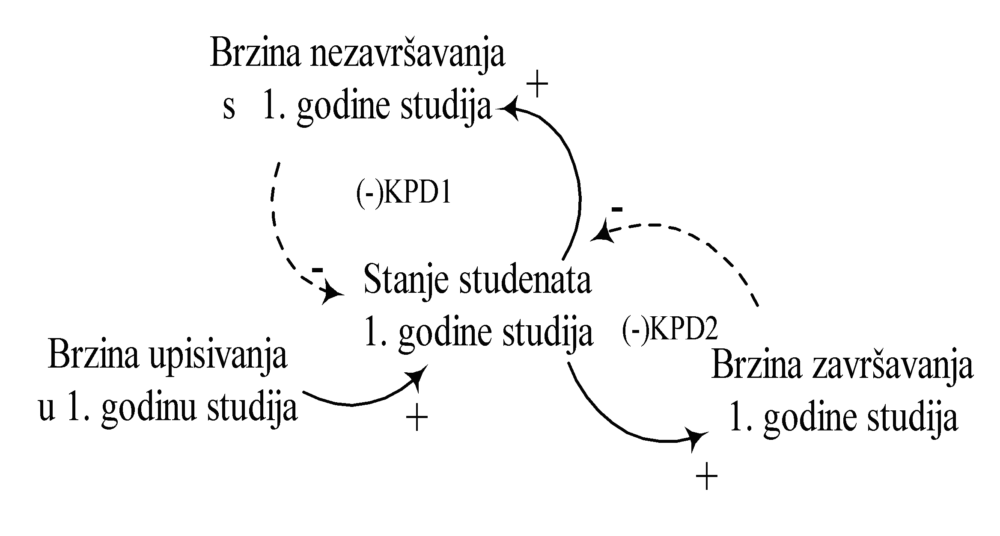 Brzina nezavršavanja
s 1. godine studija
+
(-)KPD1
-
-
Stanje studenata
1. godine studija
(-)KPD2
Brzina upisivanja
u 1. godinu studija
+
Brzina završavanja
1. godine studija
+